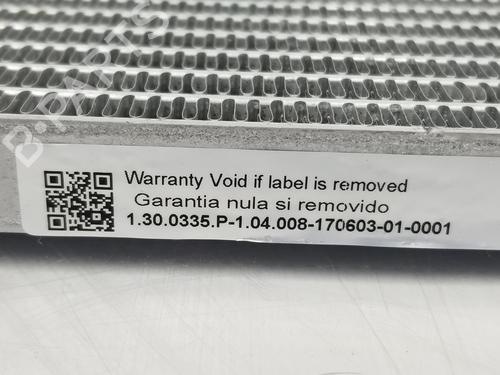 B-PARTS
Warranty Void if label is removed
Garantia nula si removido
1.30.0335.P-1.04.008-170603-01-0001